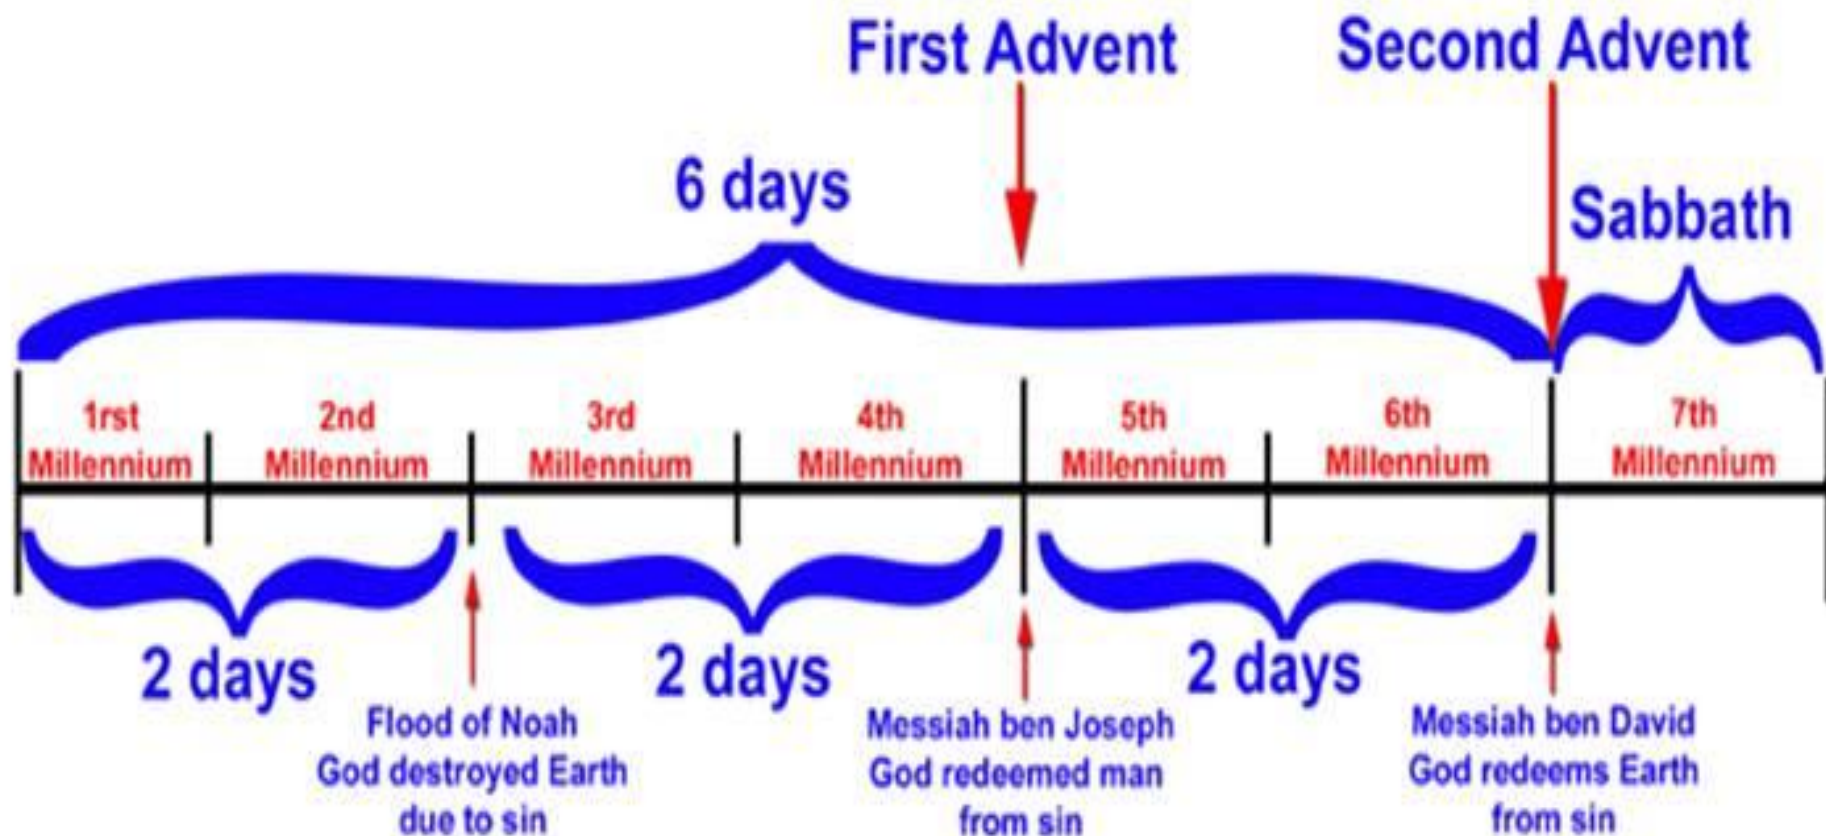 First Advent
Second Advent
6 days
Sabbath
1rst
Millennium
2nd
Millennium
3rd
Millennium
4th
Millennium
5th
Millennium
6th
Millennium
7th
Millennium
2 days
2 days
2 days
Flood of Noah
God destroyed Earth
due to sin
Messiah ben Joseph
God redeemed man
from sin
Messiah ben David
God redeems Earth
from sin